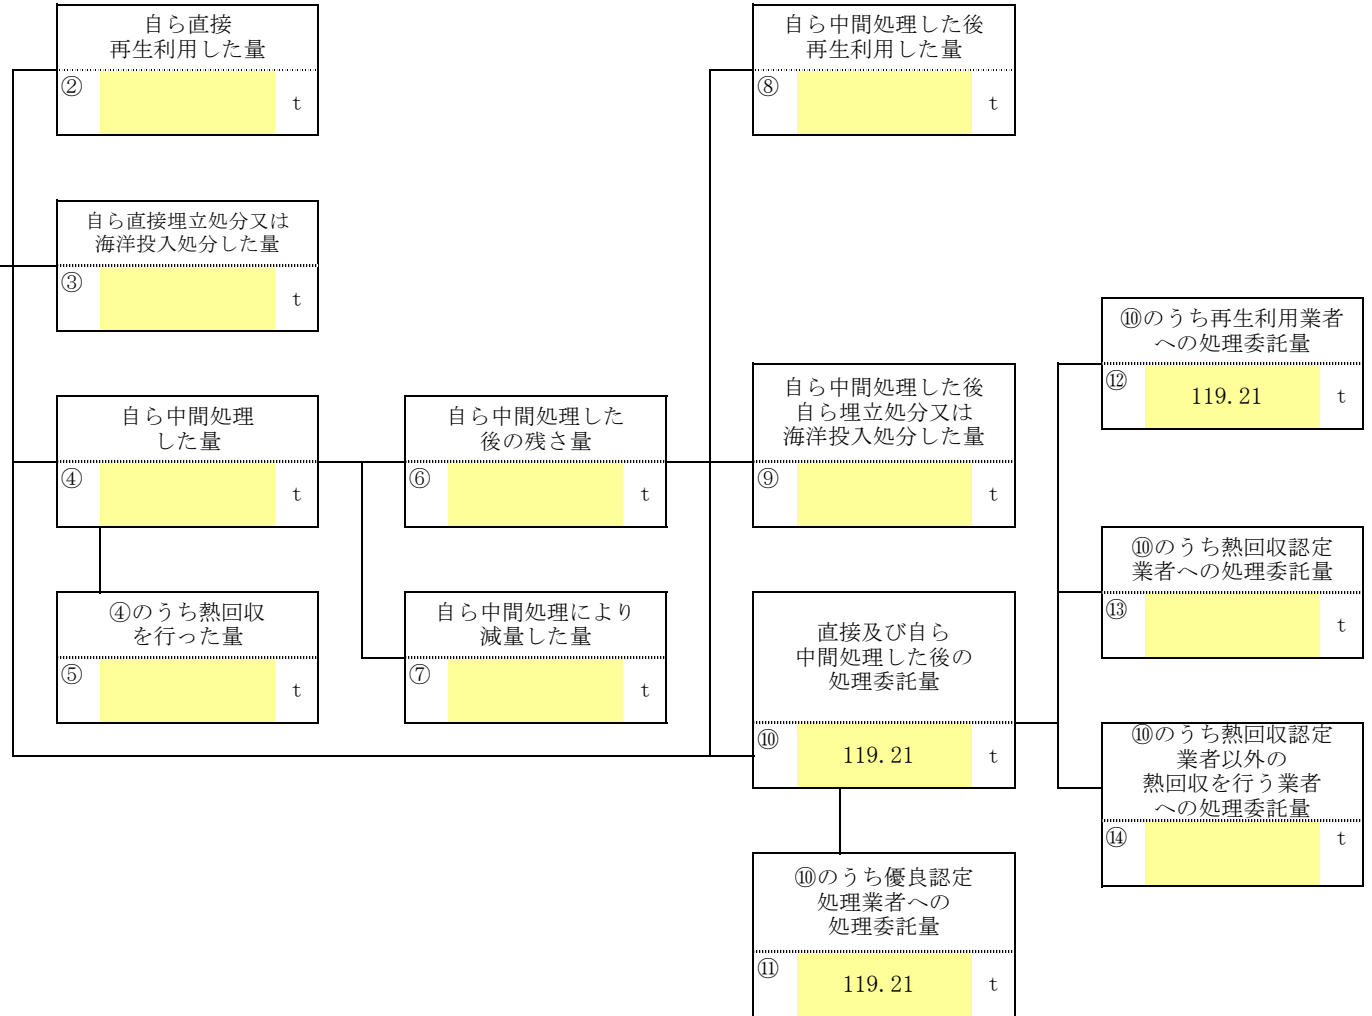 自ら直接
再生利用した量
②
t
自ら中間処理した後
再生利用した量
⑧
t
自ら直接埋立処分又は
海洋投入処分した量
③
t
⑩のうち再生利用業者
への処理委託量
⑫
119.21
t
自ら中間処理
した量
④
t
自ら中間処理した
後の残さ量
⑥
t
自ら中間処理した後
自ら埋立処分又は
海洋投入処分した量
⑨
t
⑩のうち熱回収認定
業者への処理委託量
⑬
t
④のうち熱回収
を行った量
⑤
t
自ら中間処理により
減量した量
⑦
t
直接及び自ら
中間処理した後の
処理委託量
⑩
119.21
t
⑩のうち熱回収認定
業者以外の
熱回収を行う業者
への処理委託量
⑭
t
⑩のうち優良認定
処理業者への
処理委託量
⑪
119.21
t